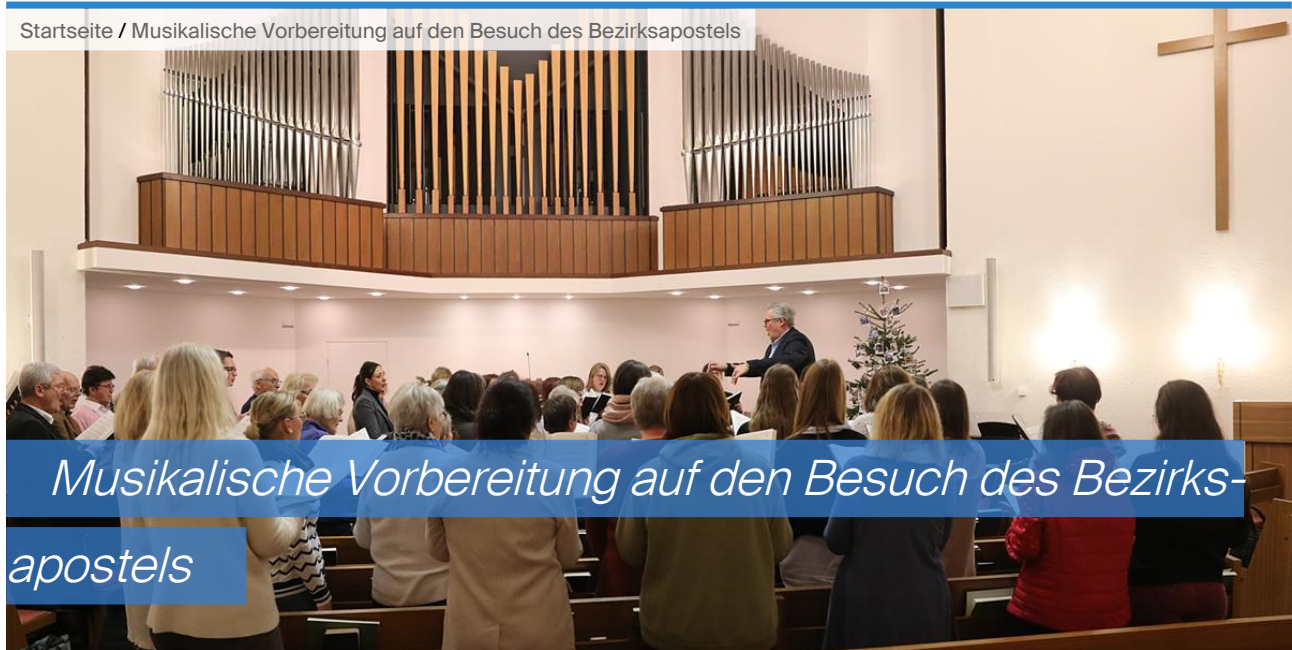 Startseite / Musikalische Vorbereitung auf den Besuch des Bezirksapostels
Musikalische Vorbereitung auf den Besuch des Bezirks-
apostels